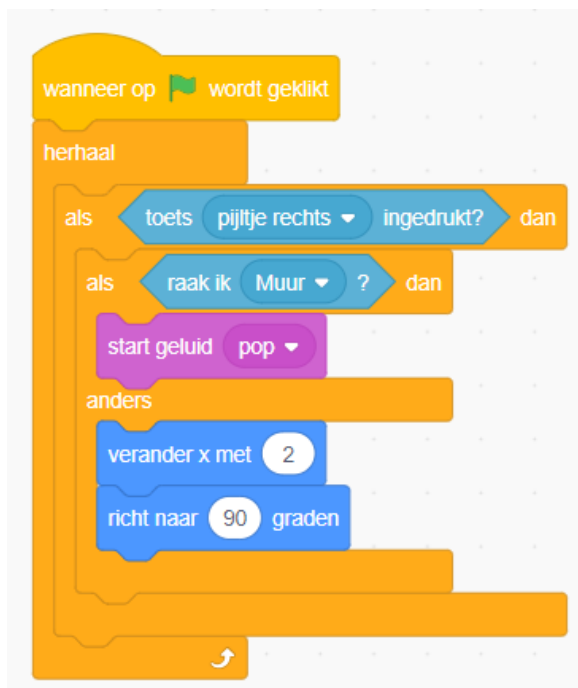 wanneer op wordt geklikt
herhaal
als toets pijltje rechts ingedrukt? dan
als raak ik Muur ? dan
start geluid pop
anders
verander x met 2
richt naar 90 graden